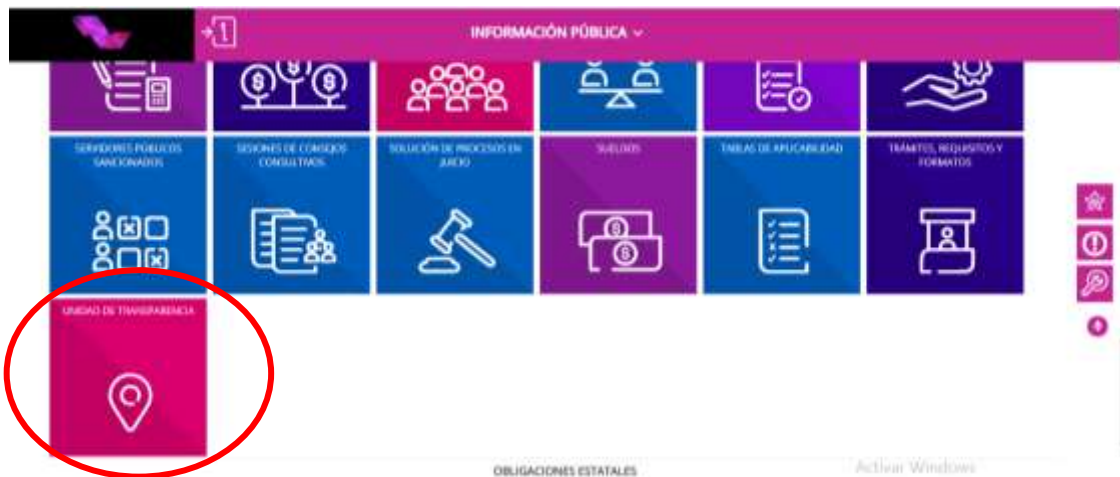 INFORMACIÓN PÚBLICA
SERVIDORES PÚBLICOS
SANCIONADOS
SESIONES DE CONSEJOS
CONSULTIVOS
SOLUCIÓN DE PROCESOS EN
JUICIO
SUELDOS
TABLAS DE APLICABILIDAD
TRÁMITES, REQUISITOS Y
FORMATOS
UNIDAD DE TRANSPARENCIA
OBLIGACIONES ESTATALES
Activar Windows